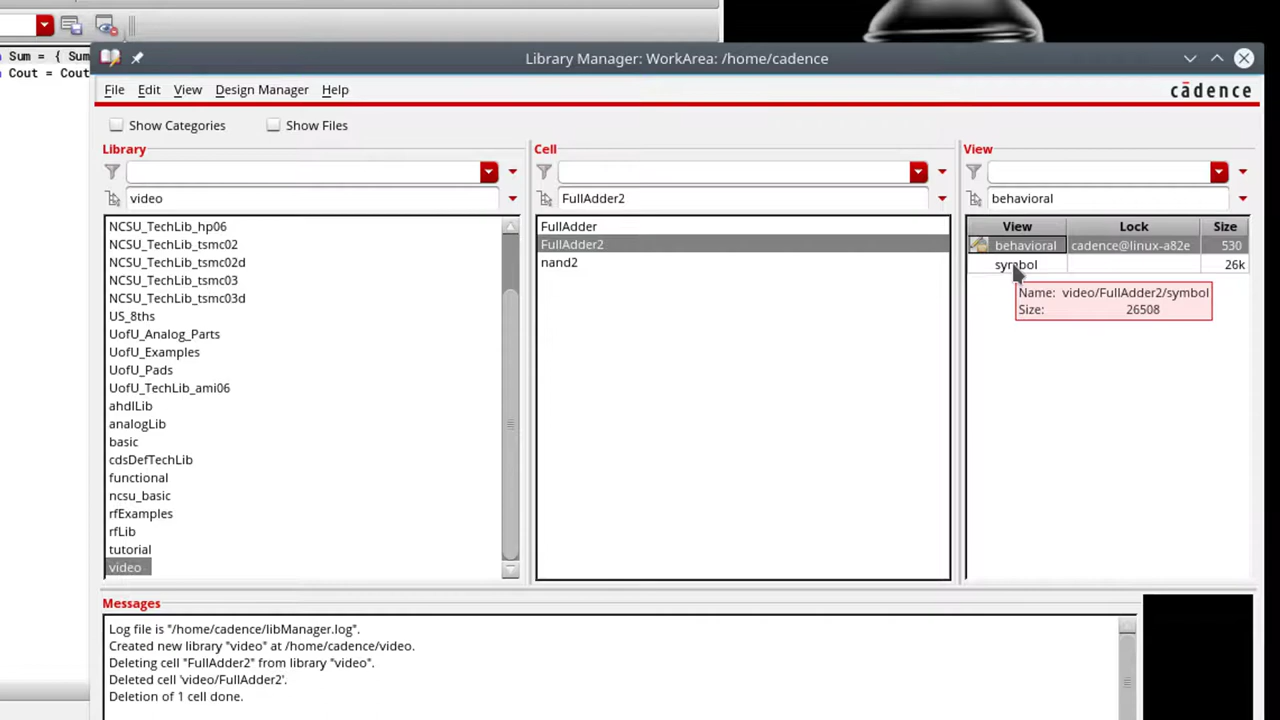 Sum = { Sum
Cout = Cout
Library Manager: WorkArea: /home/cadence
File Edit View Design Manager Help
cādence
Show Categories Show Files
Library
video
NCSU_TechLib_hp06
NCSU_TechLib_tsmc02
NCSU_TechLib_tsmc02d
NCSU_TechLib_tsmc03
NCSU_TechLib_tsmc03d
US_8ths
UofU_Analog_Parts
UofU_Examples
UofU_Pads
UofU_TechLib_ami06
ahdlLib
analogLib
basic
cdsDefTechLib
functional
ncsu_basic
rfExamples
rfLib
tutorial
video
Cell
FullAdder2
FullAdder
FullAdder2
nand2
View
behavioral
View Lock Size
behavioral cadence@linux-a82e 530
symbol 26k
Name: video/FullAdder2/symbol
Size: 26508
Messages
Log file is "/home/cadence/libManager.log".
Created new library "video" at /home/cadence/video.
Deleting cell "FullAdder2" from library "video".
Deleted cell 'video/FullAdder2'.
Deletion of 1 cell done.